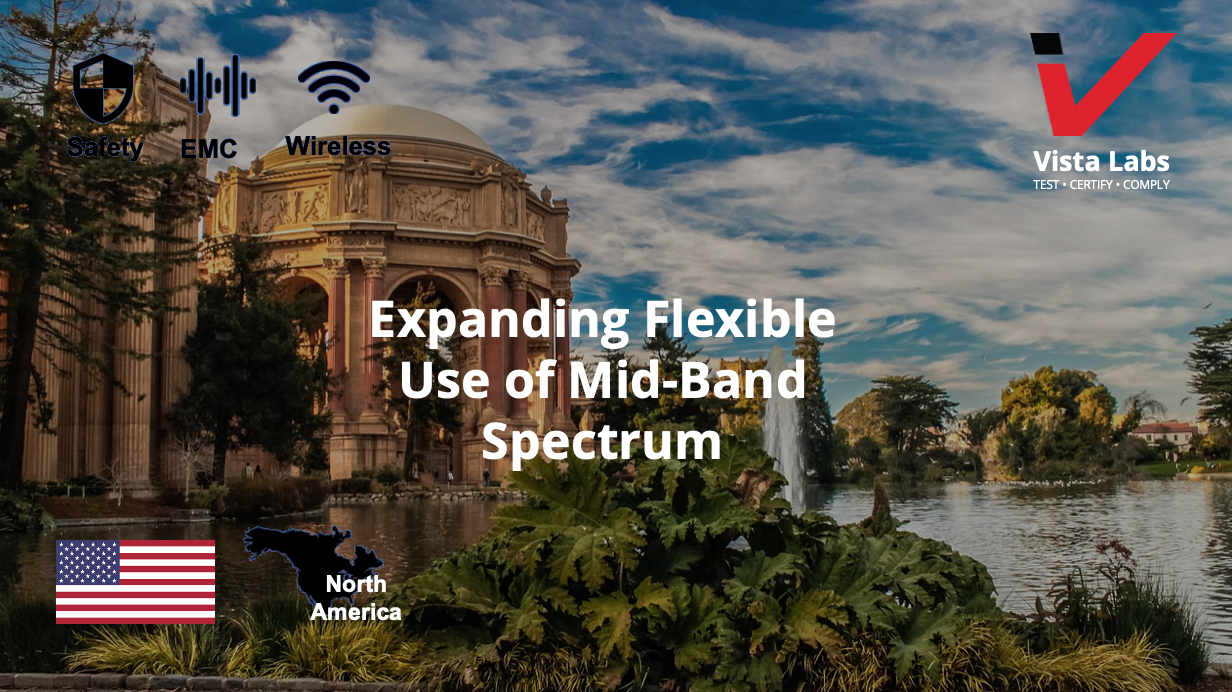 Safety
EMC
Wireless
Vista Labs
TEST • CERTIFY • COMPLY
Expanding Flexible
Use of Mid-Band
Spectrum
North
America